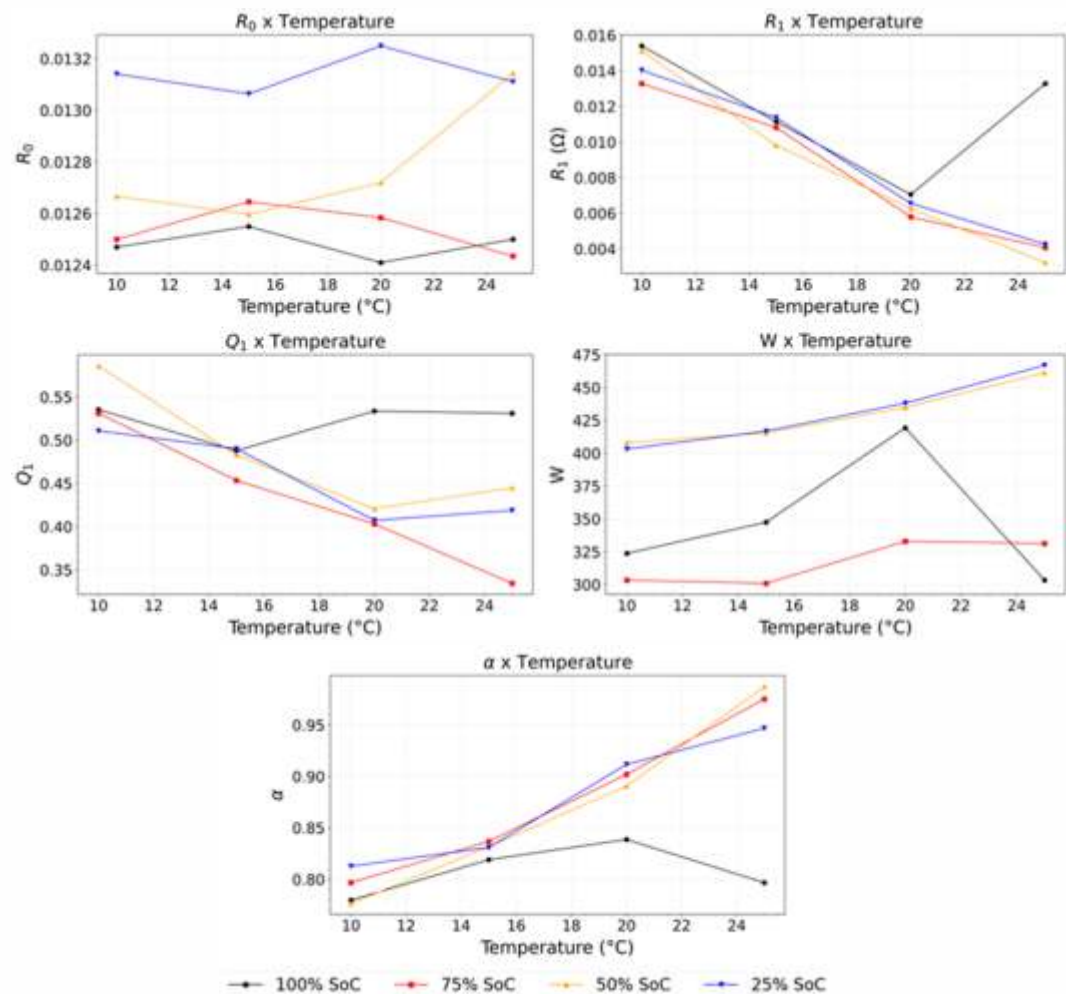 R₀ x Temperature
0.0132
0.0130
0.0128
0.0126
0.0124
R₀
10 12 14 16 18 20 22 24
Temperature (°C)
R₁ x Temperature
0.016
0.014
0.012
0.010
0.008
0.006
0.004
R₁ (Ω)
10 12 14 16 18 20 22 24
Temperature (°C)
Q₁ x Temperature
0.55
0.50
0.45
0.40
0.35
Q₁
10 12 14 16 18 20 22 24
Temperature (°C)
W x Temperature
475
450
425
400
375
350
325
300
W
10 12 14 16 18 20 22 24
Temperature (°C)
α x Temperature
0.95
0.90
0.85
0.80
α
10 12 14 16 18 20 22 24
Temperature (°C)
100% SoC 75% SoC 50% SoC 25% SoC